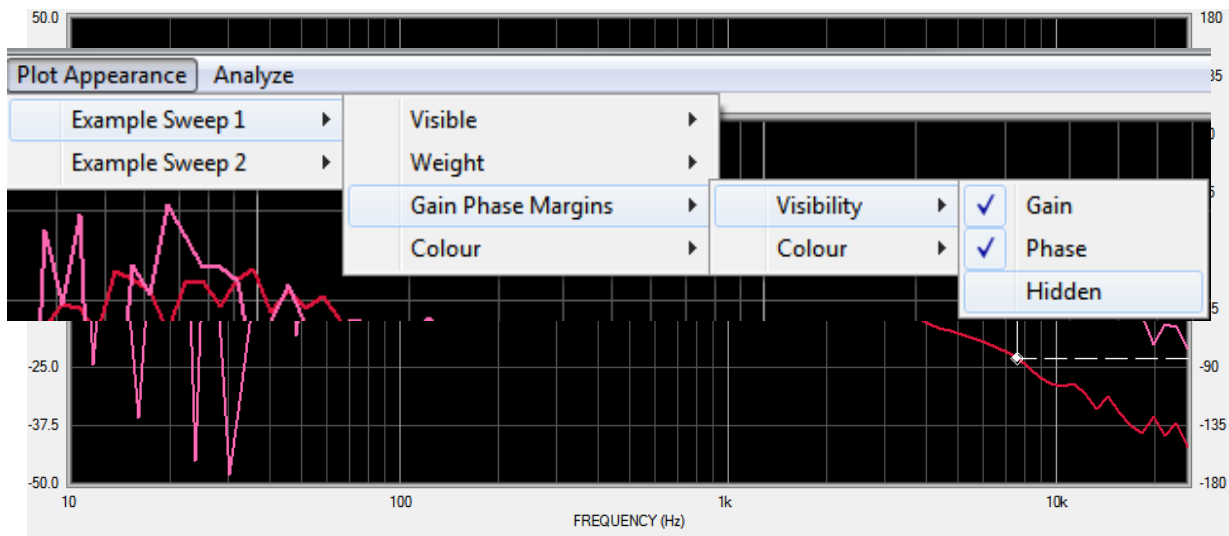 50.0 180
Plot Appearance Analyze
Example Sweep 1 Visible
Example Sweep 2 Weight
Gain Phase Margins Visibility Gain
Colour Colour Phase
Hidden
-25.0 -90
-37.5 -135
-50.0 -180
10 100 1k 10k
FREQUENCY (Hz)